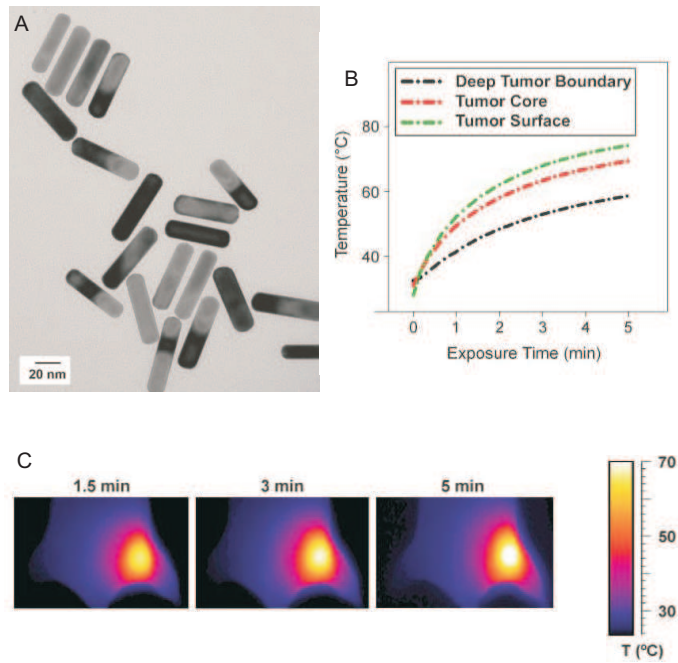 A
20 nm
B
Deep Tumor Boundary
Tumor Core
Tumor Surface
Temperature (°C)
80
60
40
0 1 2 3 4 5
Exposure Time (min)
C
1.5 min 3 min 5 min
70
50
30
T (ºC)